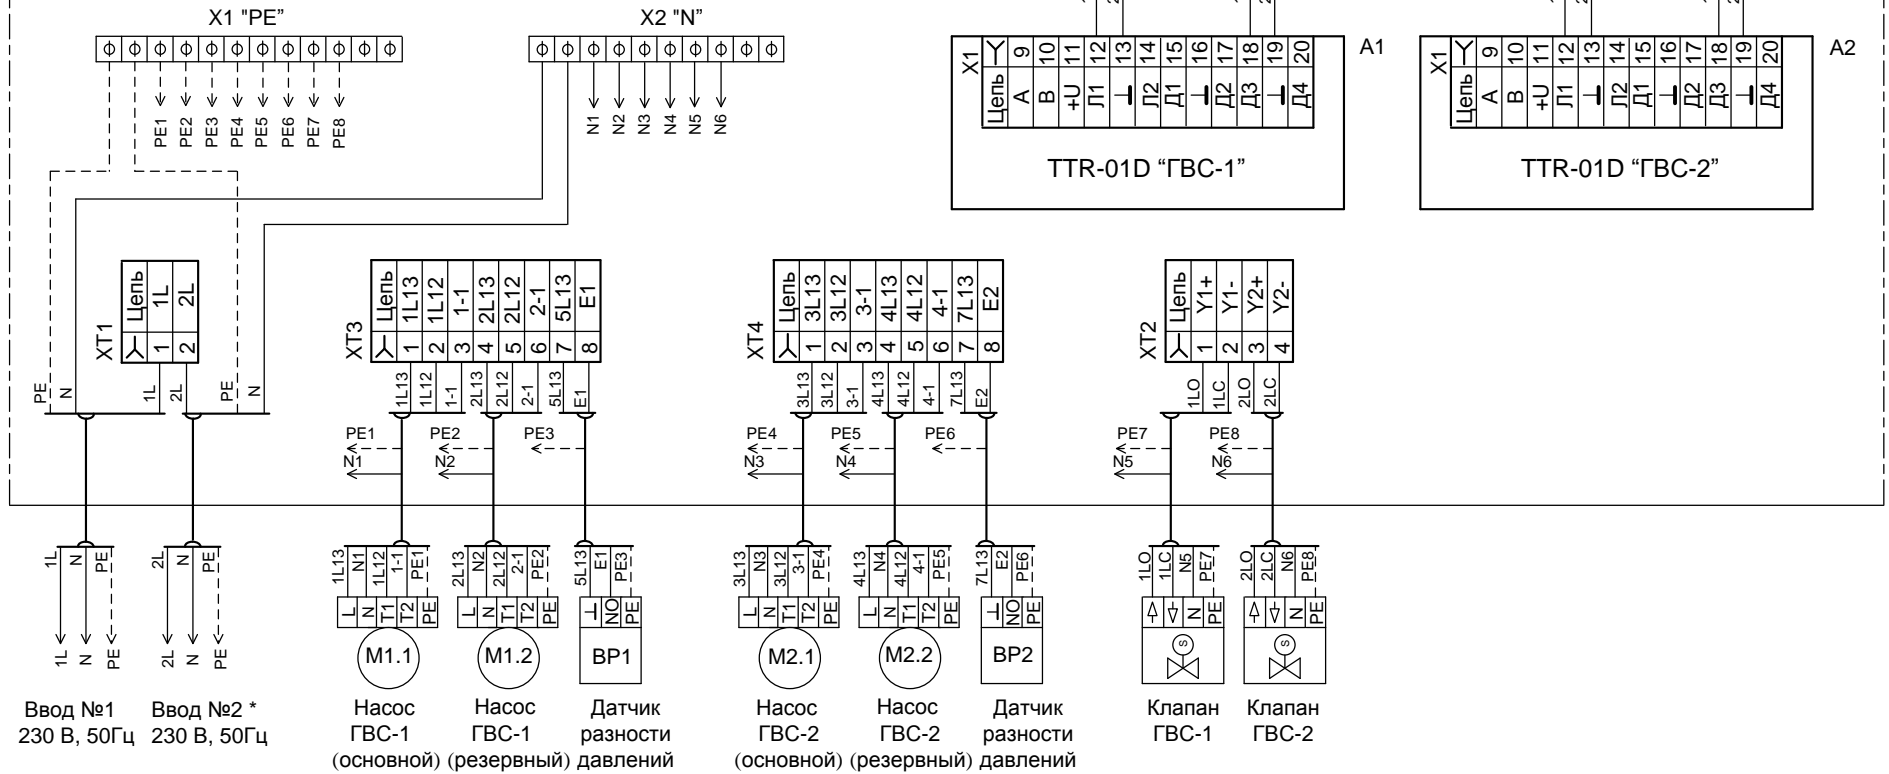 X1 "PE”
X2 "N”
PE1 PE2 PE3 PE4 PE5 PE6 PE7 PE8
N1 N2 N3 N4 N5 N6
X1
Цепь 9 10 11 12 13 14 15 16 17 18 19 20
A B +U Л1 ⊥ Л2 Д1 ⊥ Д2 Д3 ⊥ Д4
A1
TTR-01D “ГВС-1”
X1
Цепь 9 10 11 12 13 14 15 16 17 18 19 20
A B +U Л1 ⊥ Л2 Д1 ⊥ Д2 Д3 ⊥ Д4
A2
TTR-01D “ГВС-2”
XT1
Цепь 1L 2L
1 2
XT3
Цепь 1L13 1L12 1-1 2L13 2L12 2-1 5L13 E1
1 2 3 4 5 6 7 8
XT4
Цепь 3L13 3L12 3-1 4L13 4L12 4-1 7L13 E2
1 2 3 4 5 6 7 8
XT2
Цепь Y1+ Y1- Y2+ Y2-
1 2 3 4
PE N 1L 2L PE N
1L13 1L12 1-1 2L13 2L12 2-1 5L13 E1
3L13 3L12 3-1 4L13 4L12 4-1 7L13 E2
1LO 1LC 2LO 2LC
PE1 PE2 PE3 PE4 PE5 PE6 PE7 PE8
N1 N2 N3 N4 N5 N6
1L N PE
2L N PE
1L13 N1 1L12 1-1 PE1
2L13 N2 2L12 2-1 PE2
5L13 E1 PE3
3L13 N3 3L12 3-1 PE4
4L13 N4 4L12 4-1 PE5
7L13 E2 PE6
1LO 1LC N5 PE7
2LO 2LC N6 PE8
L N T1 T2 PE
L N T1 T2 PE
⊥ NO PE
L N T1 T2 PE
L N T1 T2 PE
⊥ NO PE
N PE
N PE
1L N PE
2L N PE
M1.1 M1.2 BP1 M2.1 M2.2 BP2
S S
Ввод №1
230 В, 50Гц
Ввод №2 *
230 В, 50Гц
Насос
ГВС-1
(основной)
Насос
ГВС-1
(резервный)
Датчик
разности
давлений
Насос
ГВС-2
(основной)
Насос
ГВС-2
(резервный)
Датчик
разности
давлений
Клапан
ГВС-1
Клапан
ГВС-2